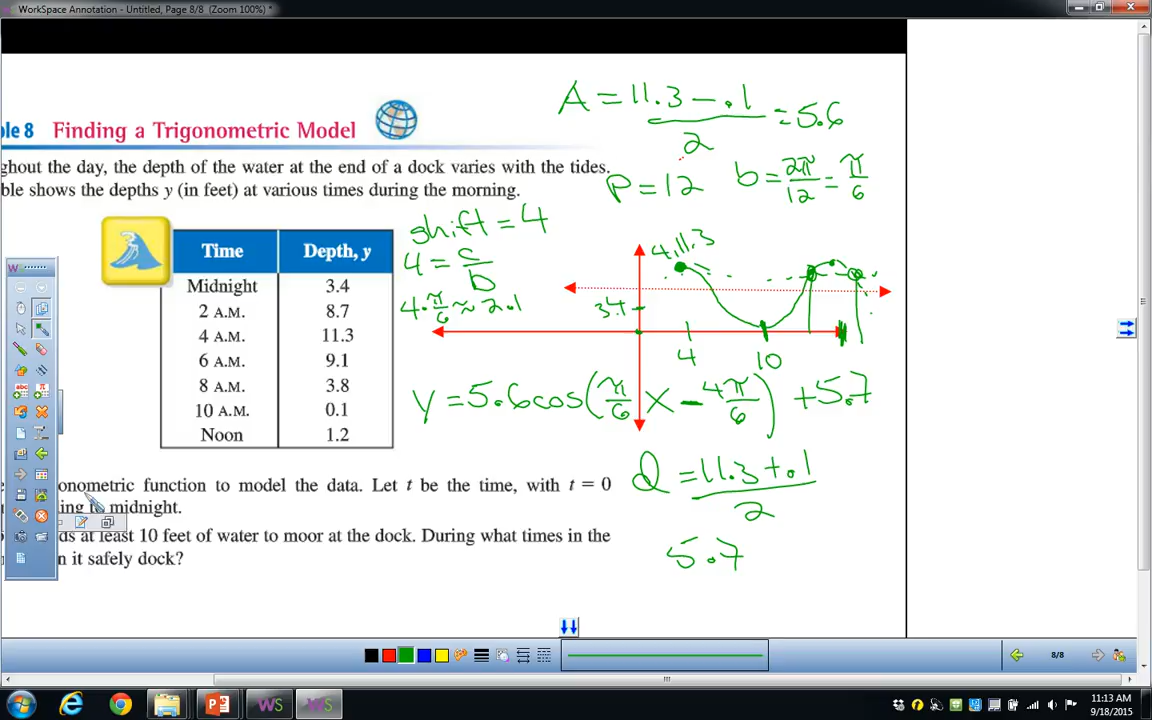 WorkSpace Annotation - Untitled, Page 8/8 (Zoom 100%) *
ble 8 Finding a Trigonometric Model
ghout the day, the depth of the water at the end of a dock varies with the tides.
ble shows the depths y (in feet) at various times during the morning.
Time Depth, y
Midnight 3.4
2 A.M. 8.7
4 A.M. 11.3
6 A.M. 9.1
8 A.M. 3.8
10 A.M. 0.1
Noon 1.2
onometric function to model the data. Let t be the time, with t = 0
ing to midnight.
ds at least 10 feet of water to moor at the dock. During what times in the
n it safely dock?
A = 11.3 - .1 / 2 = 5.6
P = 12 b = 2π/12 = π/6
shift = 4
4 = c/b
4 · π/6 ≈ 2.1
4, 11.3
3.4
4 10
y = 5.6cos(π/6 x - 4π/6) + 5.7
d = 11.3 + .1 / 2
5.7
8/8
11:13 AM
9/18/2015